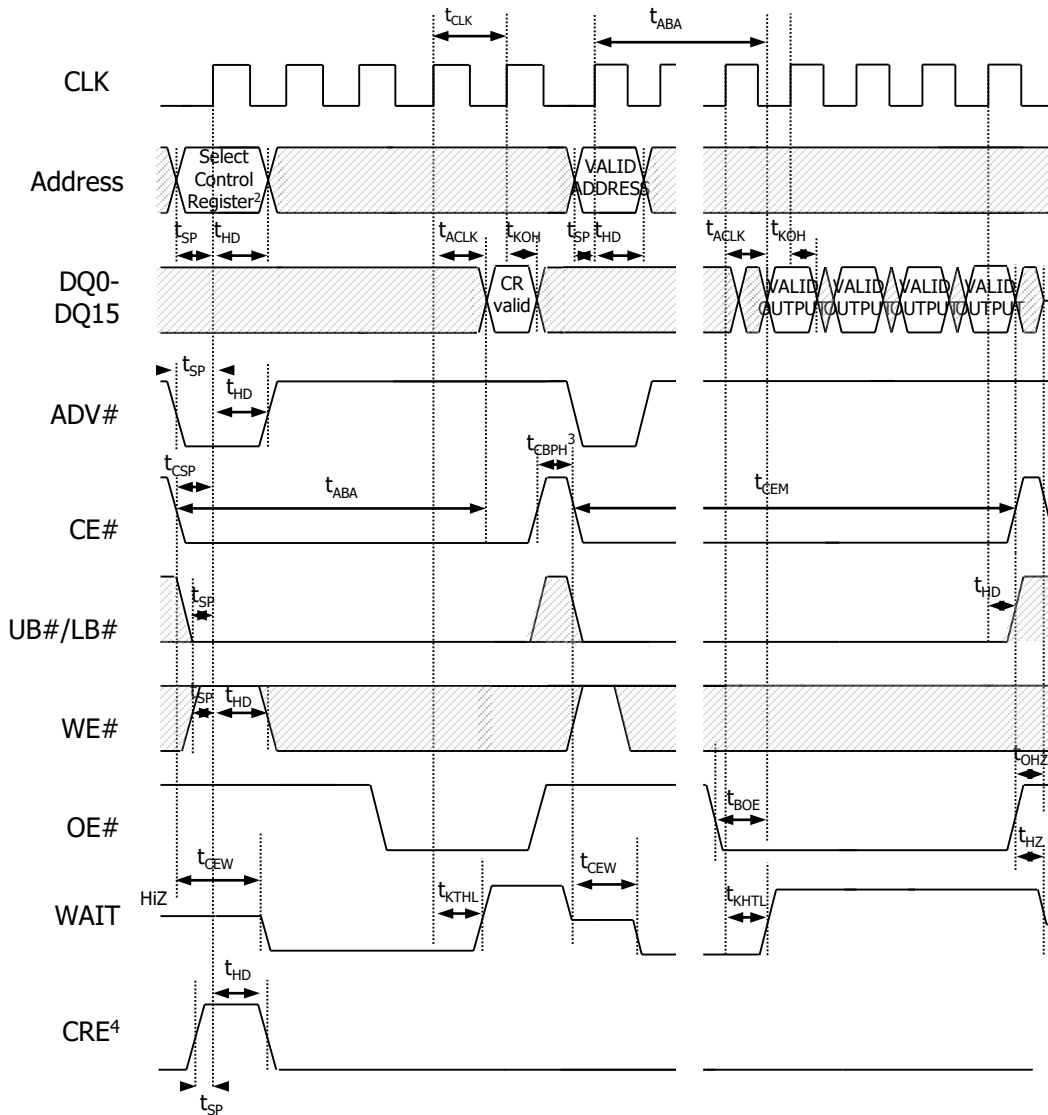 tCLK
tABA
CLK
Address
Select
Control
Register2
VALID
ADDRESS
tSP
tHD
tACLK
tKOH
tSP
tHD
tACLK
tKOH
DQ0-
DQ15
CR
valid
VALID
OUTPUT
VALID
OUTPUT
VALID
OUTPUT
VALID
OUTPUT
tSP
tHD
ADV#
tCBPH3
tCSP
tABA
tCEM
CE#
tSP
tHD
UB#/LB#
tSP
tHD
WE#
tOHZ
tBOE
OE#
tHZ
tCEW
tCEW
HiZ
WAIT
tKTHL
tKHTL
tHD
CRE4
tSP